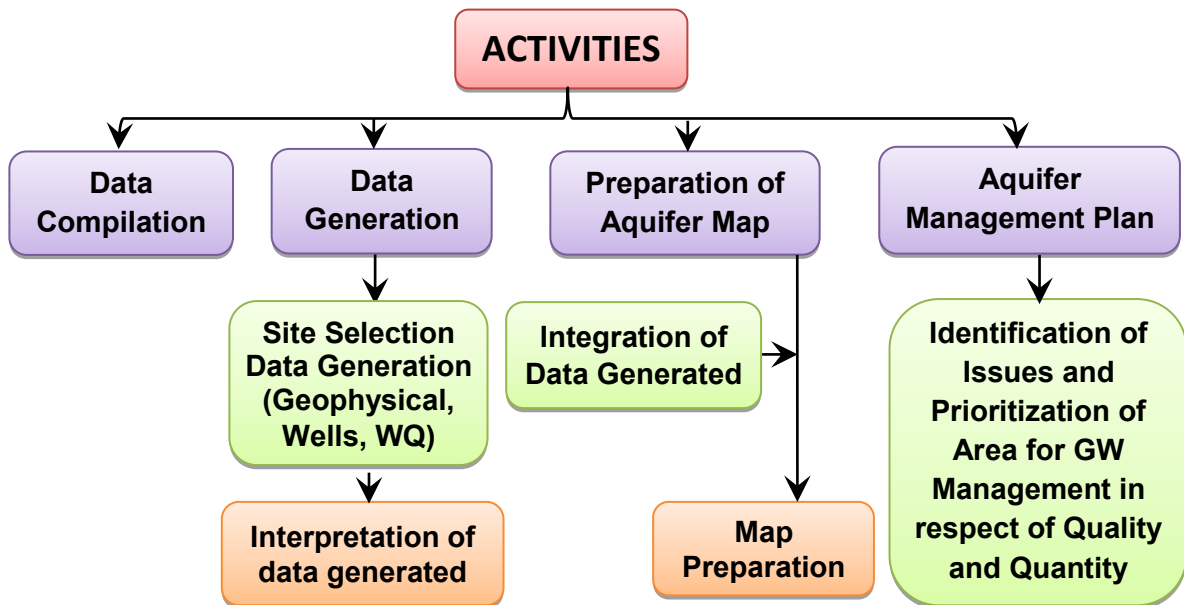 ACTIVITIES
Data
Compilation
Data
Generation
Preparation of
Aquifer Map
Aquifer
Management Plan
Site Selection
Data Generation
(Geophysical,
Wells, WQ)
Integration of
Data Generated
Identification of
Issues and
Prioritization of
Area for GW
Management in
respect of Quality
and Quantity
Interpretation of
data generated
Map
Preparation